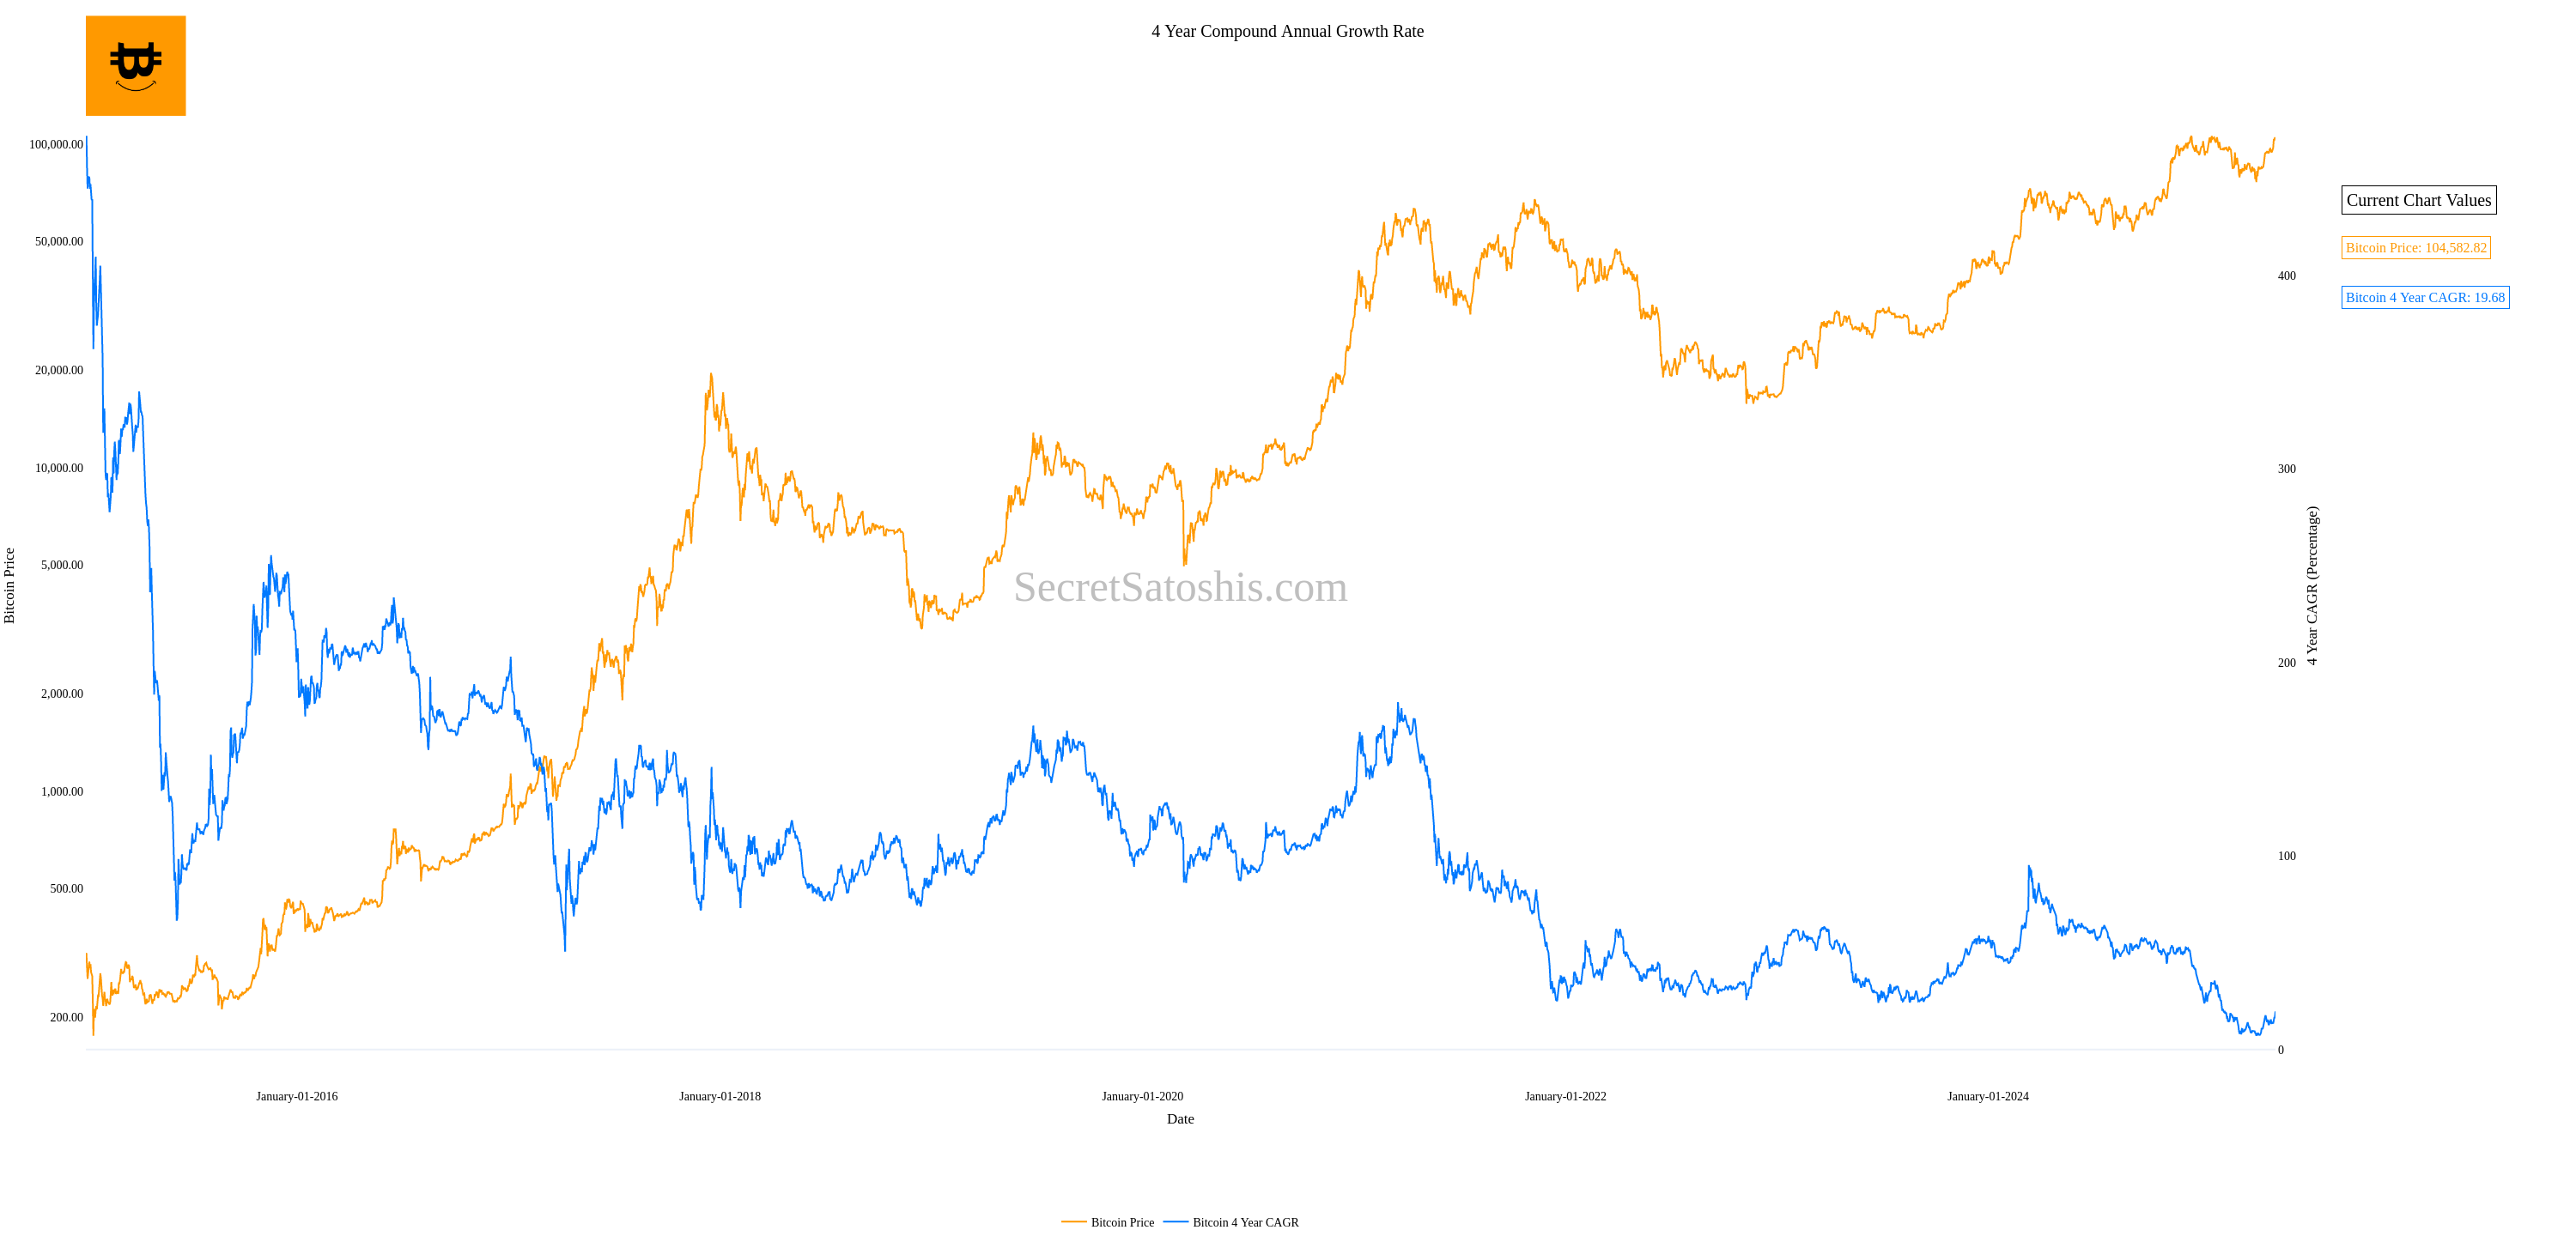 4 Year Compound Annual Growth Rate
100,000.00
50,000.00
20,000.00
10,000.00
5,000.00
2,000.00
1,000.00
500.00
200.00
Bitcoin Price
SecretSatoshis.com
400
300
200
100
0
4 Year CAGR (Percentage)
Current Chart Values
Bitcoin Price: 104,582.82
Bitcoin 4 Year CAGR: 19.68
January-01-2016
January-01-2018
January-01-2020
January-01-2022
January-01-2024
Date
Bitcoin Price
Bitcoin 4 Year CAGR